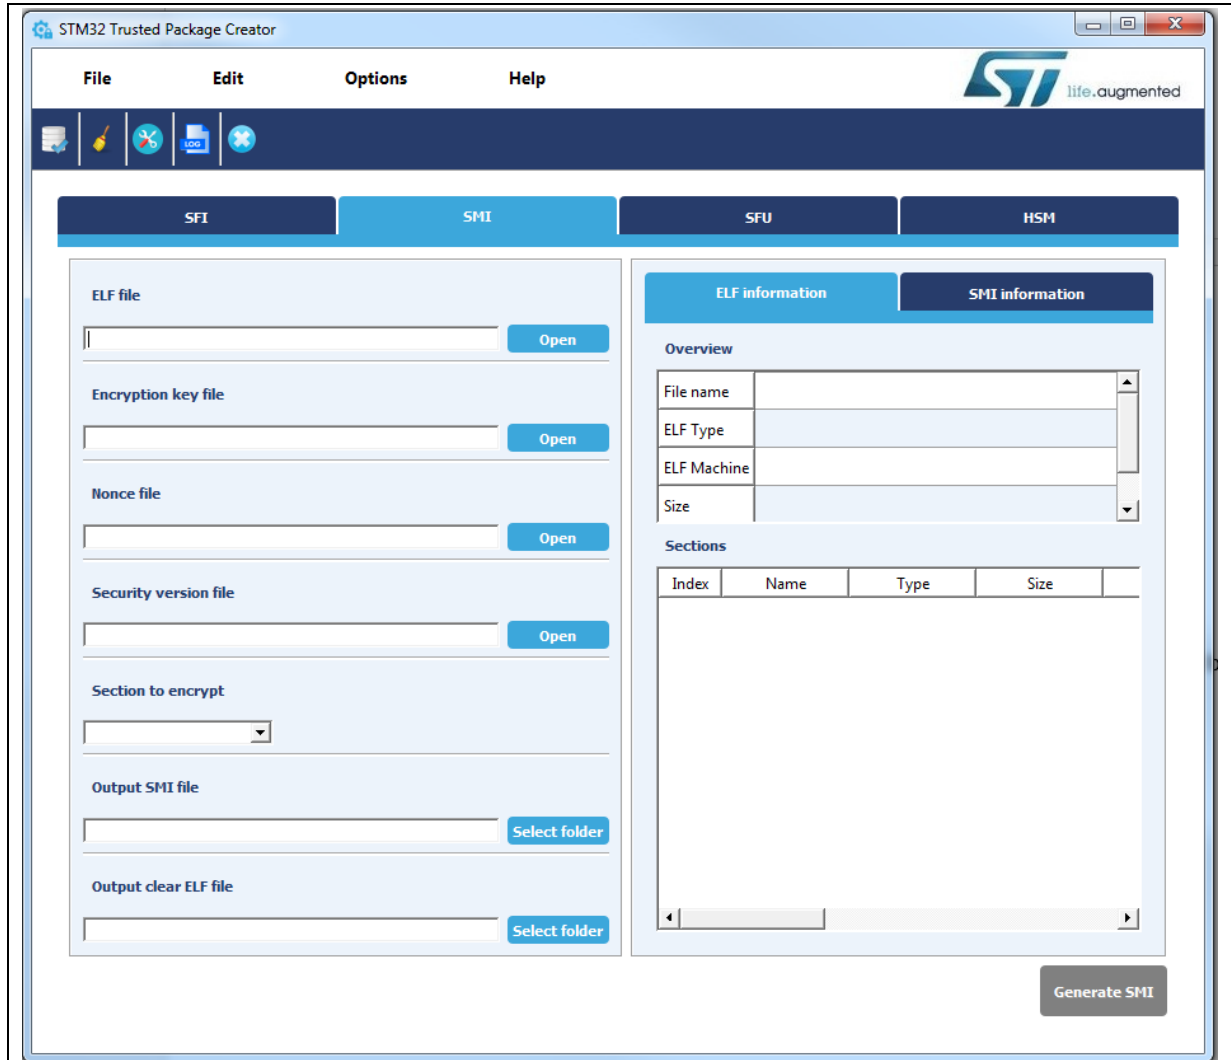 STM32 Trusted Package Creator
File Edit Options Help
ST life.augmented
LOG
SFI SMI SFU HSM
ELF file
Open
Encryption key file
Open
Nonce file
Open
Security version file
Open
Section to encrypt
Output SMI file
Select folder
Output clear ELF file
Select folder
ELF information SMI information
Overview
File name
ELF Type
ELF Machine
Size
Sections
Index Name Type Size
Generate SMI